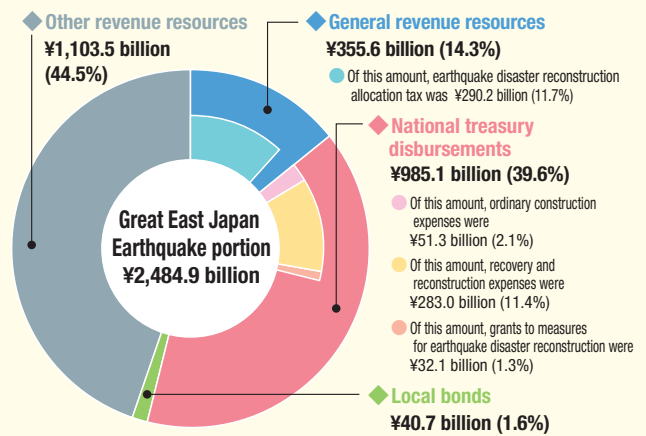 Other revenue resources
¥1,103.5 billion
(44.5%)
General revenue resources
¥355.6 billion (14.3%)
Of this amount, earthquake disaster reconstruction
allocation tax was ¥290.2 billion (11.7%)
National treasury
disbursements
¥985.1 billion (39.6%)
Of this amount, ordinary construction
expenses were
¥51.3 billion (2.1%)
Of this amount, recovery and
reconstruction expenses were
¥283.0 billion (11.4%)
Of this amount, grants to measures
for earthquake disaster reconstruction were
¥32.1 billion (1.3%)
Local bonds
¥40.7 billion (1.6%)
Great East Japan
Earthquake portion
¥2,484.9 billion